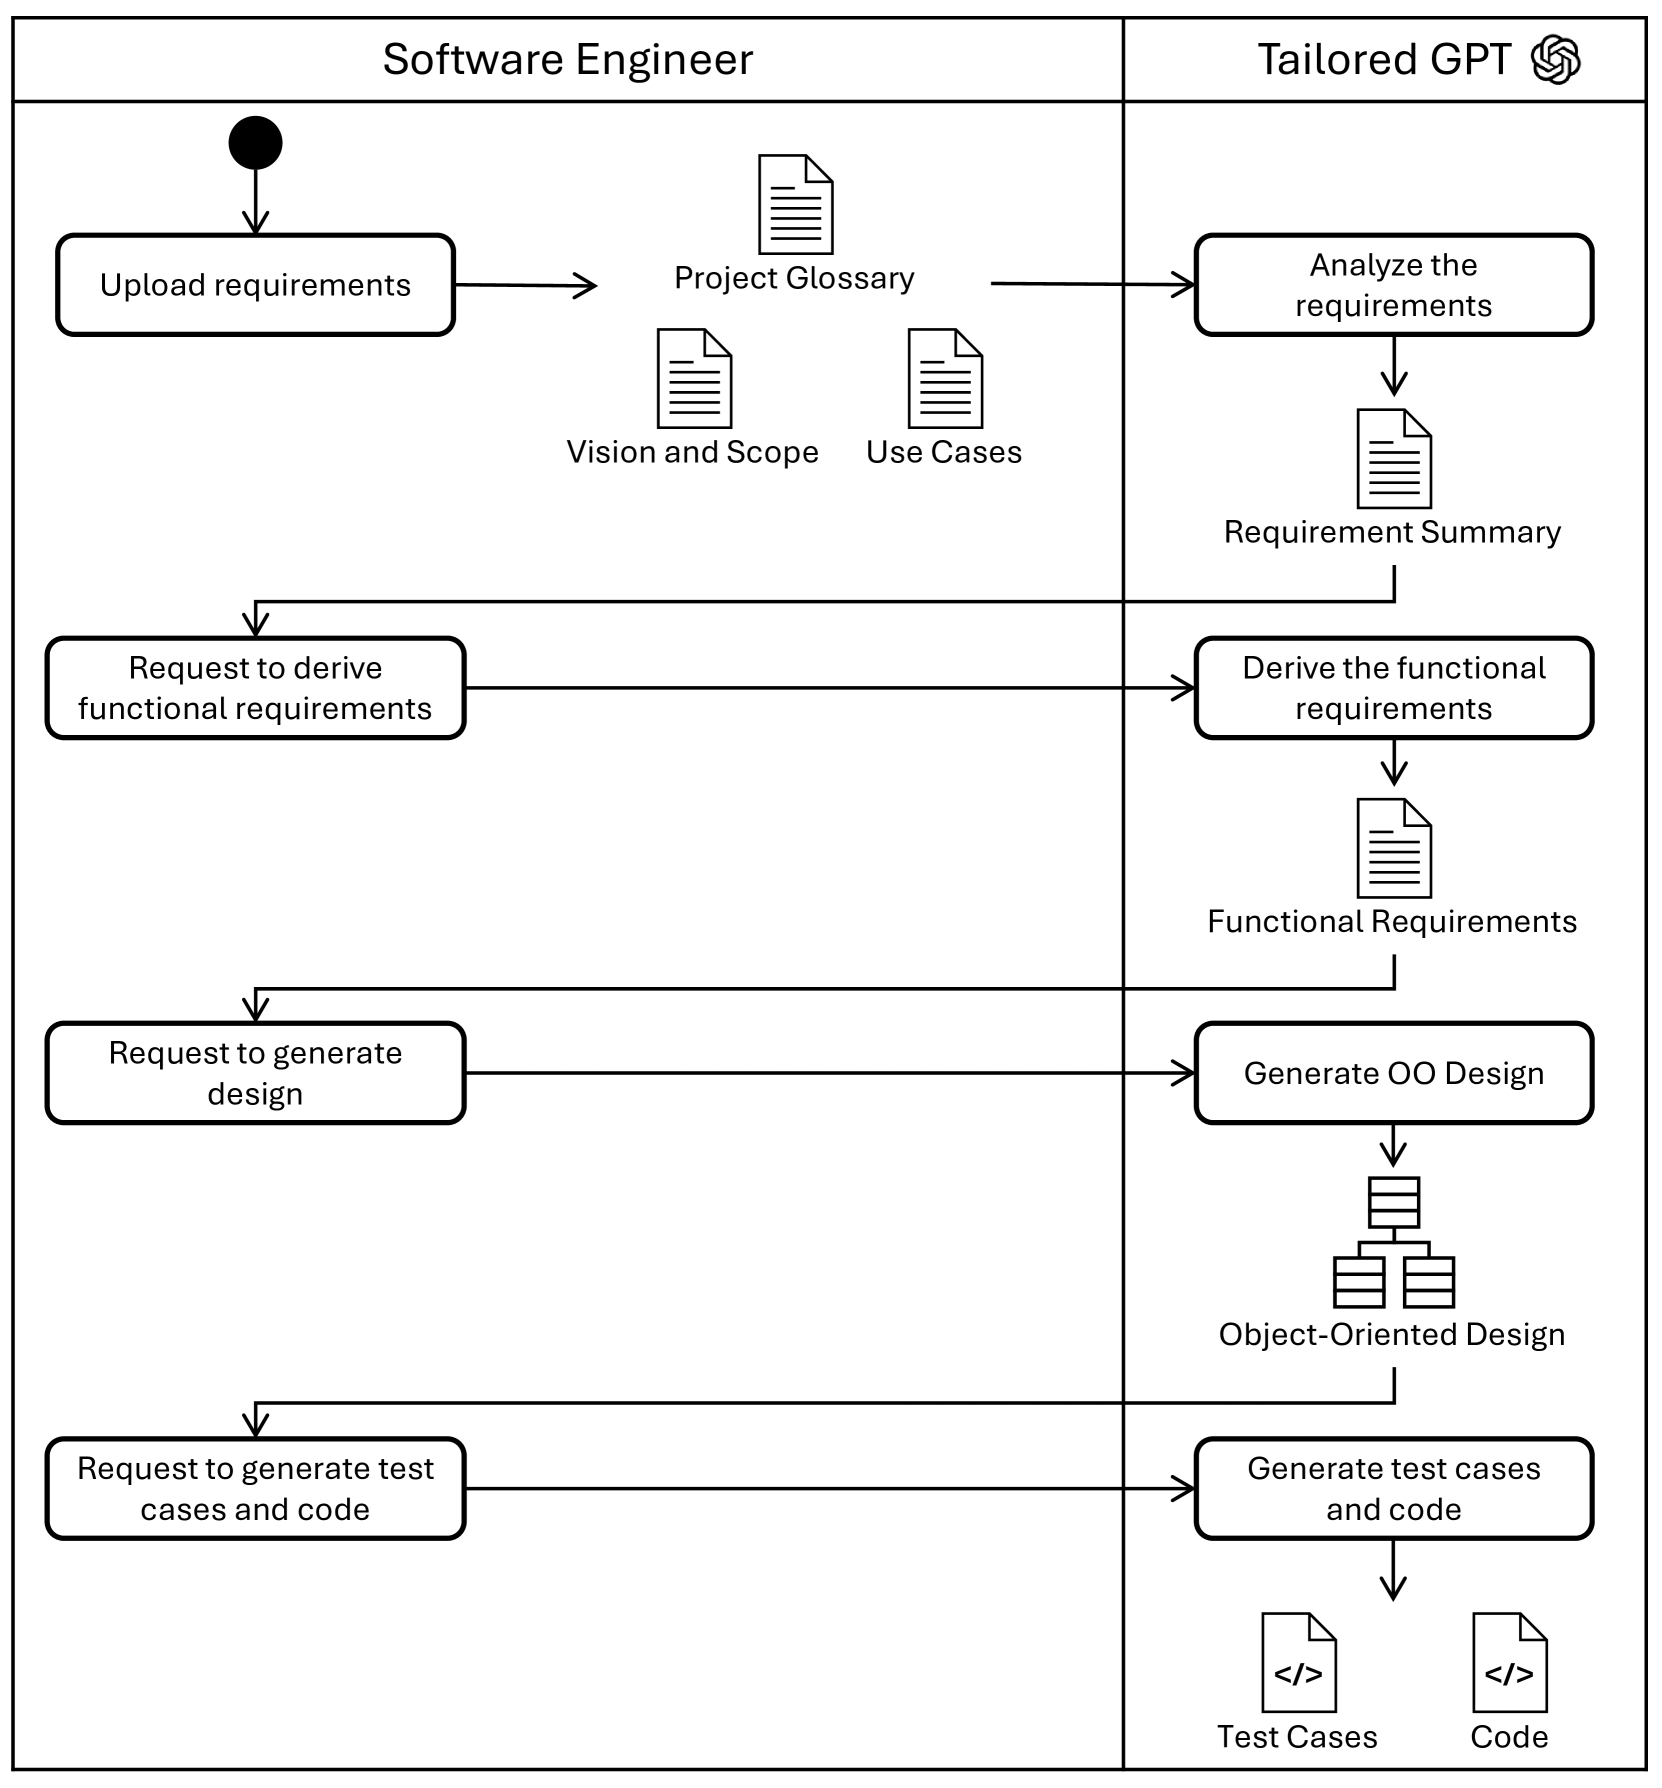 Software Engineer
Tailored GPT
Project Glossary
Upload requirements
Analyze the
requirements
Vision and Scope
Use Cases
Requirement Summary
Request to derive
functional requirements
Derive the functional
requirements
Functional Requirements
Request to generate
design
Generate OO Design
Object-Oriented Design
Request to generate test
cases and code
Generate test cases
and code
</>
</>
Test Cases
Code